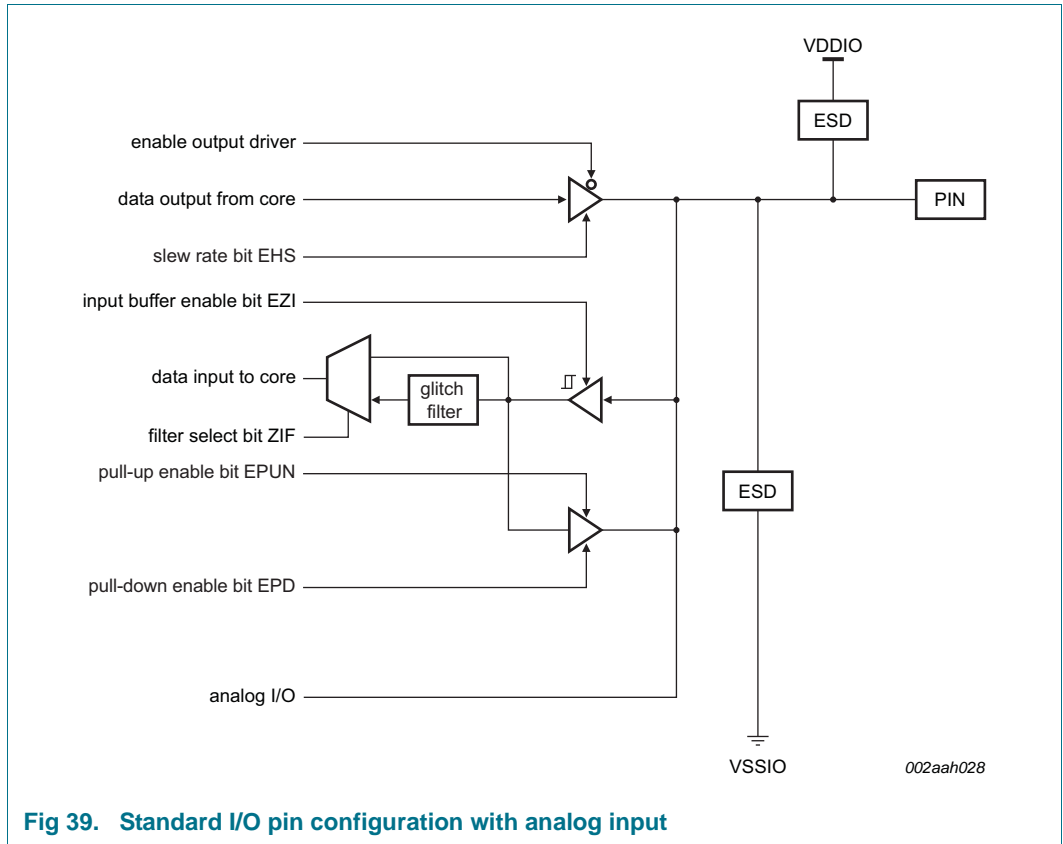 VDDIO
ESD
enable output driver
data output from core
PIN
slew rate bit EHS
input buffer enable bit EZI
data input to core
glitch
filter
filter select bit ZIF
pull-up enable bit EPUN
ESD
pull-down enable bit EPD
analog I/O
VSSIO
002aah028
Fig 39. Standard I/O pin configuration with analog input